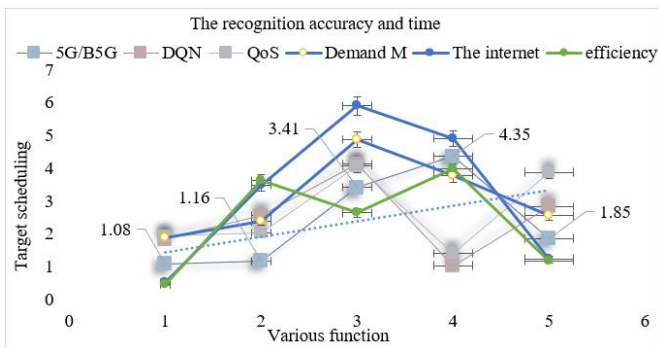 The recognition accuracy and time
5G/B5G DQN QoS Demand M The internet efficiency
7
6
5
4
3
2
1
0
Target scheduling
1.08
1.16
3.41
4.35
1.85
0 1 2 3 4 5 6
Various function